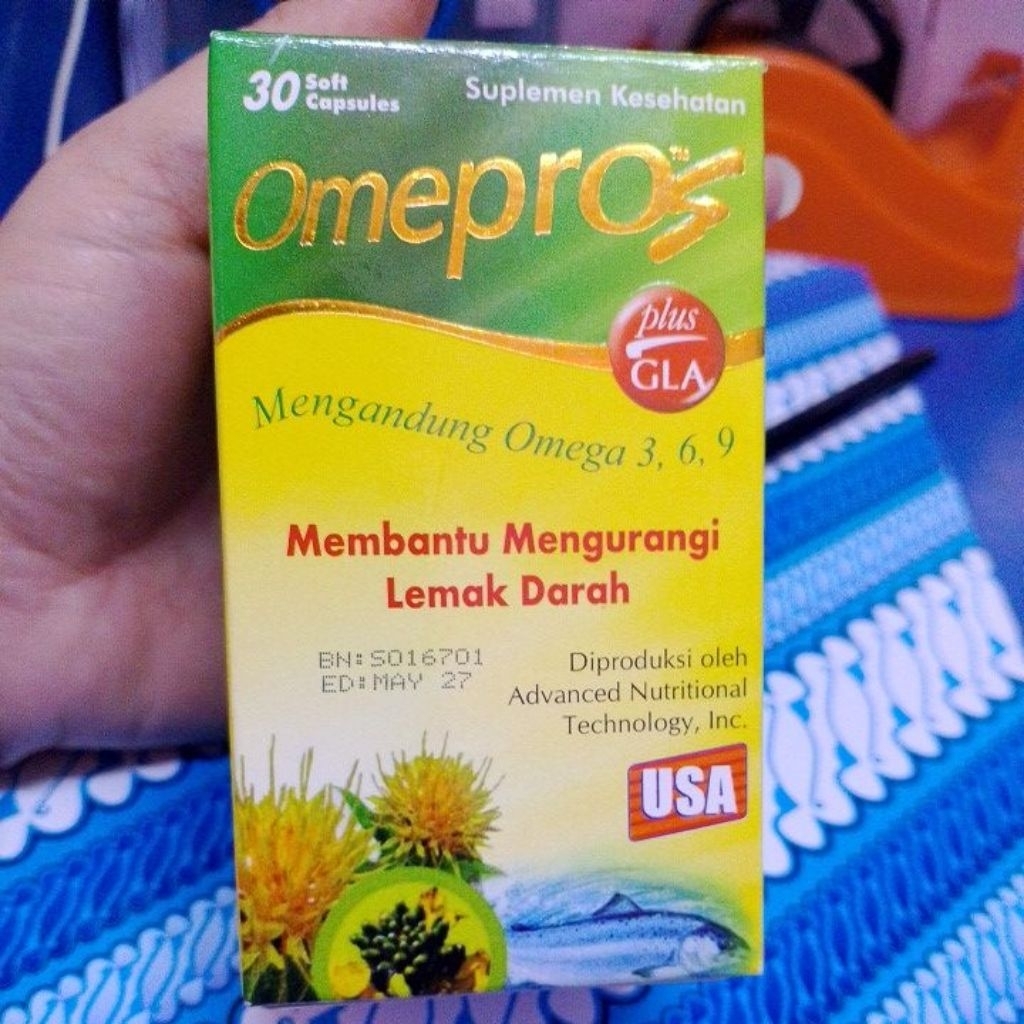 30 Soft Capsules
Suplemen Kesehatan
Omepros™
plus
GLA
Mengandung Omega 3, 6, 9
Membantu Mengurangi
Lemak Darah
BN: S016701
ED: MAY 27
Diproduksi oleh
Advanced Nutritional
Technology, Inc.
USA